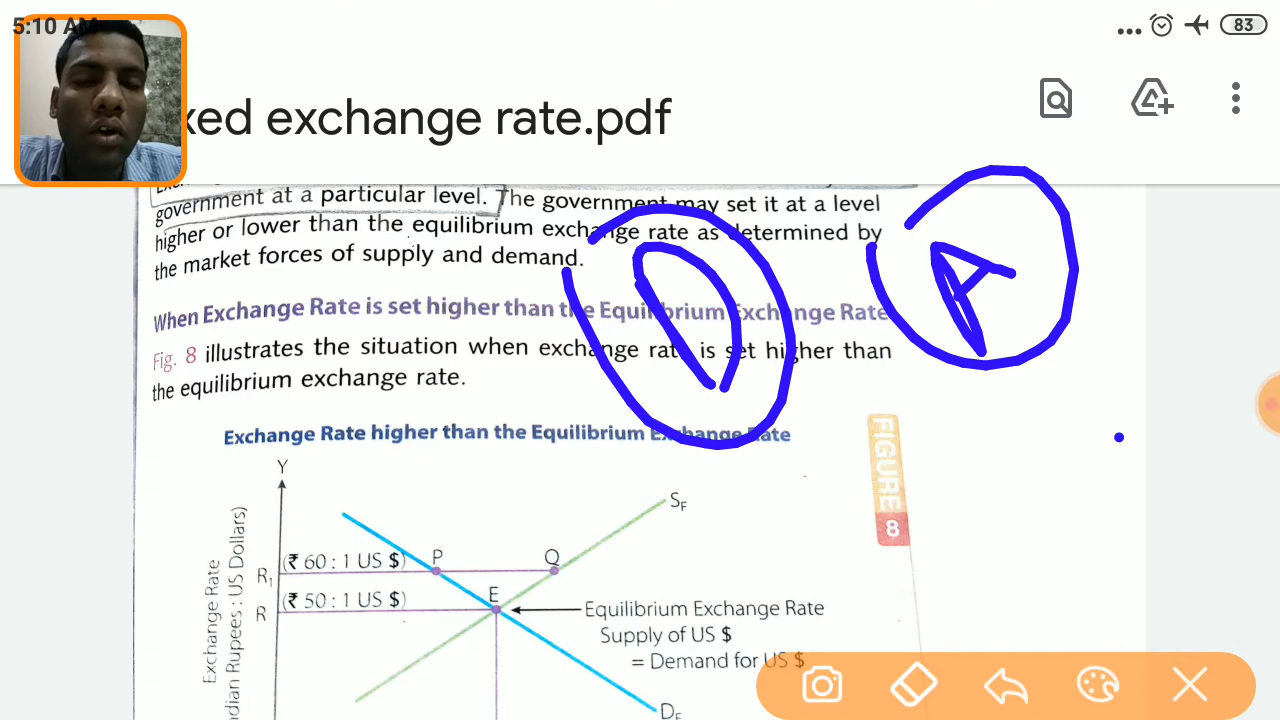 5:10 AM
83
xed exchange rate.pdf
government at a particular level. The government may set it at a level
higher or lower than the equilibrium exchange rate as determined by
the market forces of supply and demand.
When Exchange Rate is set higher than the Equilibrium Exchange Rate
Fig. 8 illustrates the situation when exchange rate is set higher than
the equilibrium exchange rate.
D
A
Exchange Rate higher than the Equilibrium Exchange Rate
FIGURE 8
Y
SF
(₹ 60 : 1 US $)
P
Q
R1
(₹ 50 : 1 US $)
E
R
Equilibrium Exchange Rate
Supply of US $
= Demand for US $
Exchange Rate
ndian Rupees : US Dollars)
DF